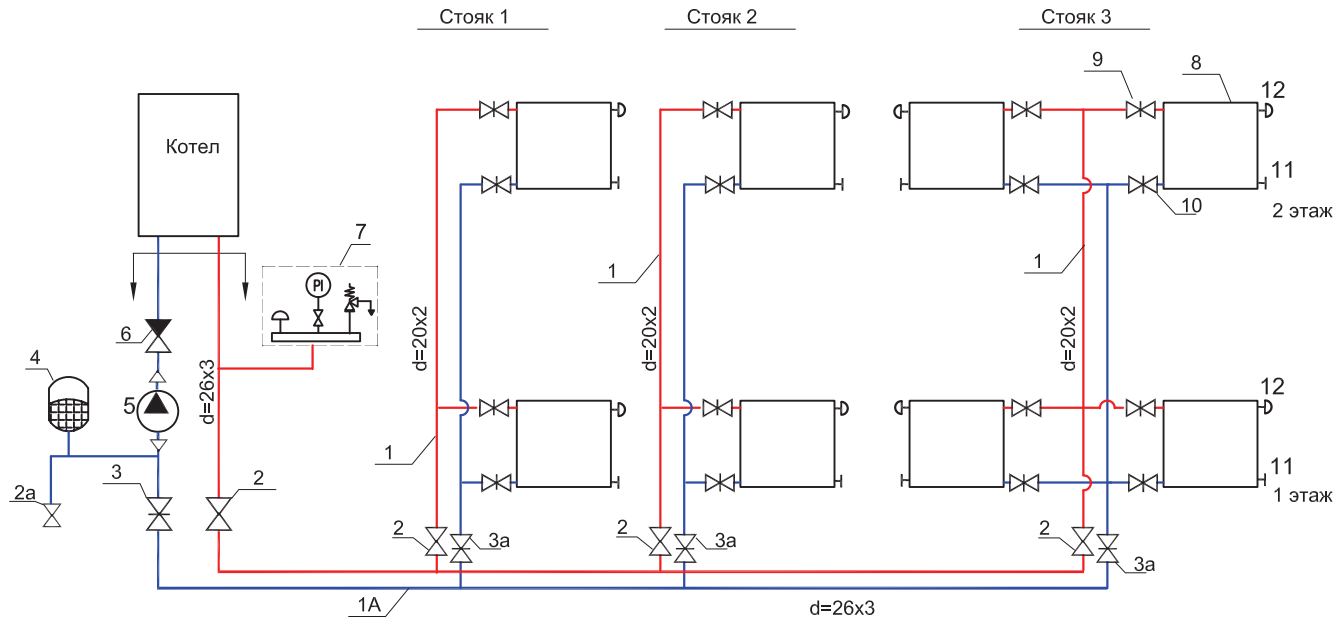 Стояк 1
Стояк 2
Стояк 3
9
8
12
Котел
11
10
2 этаж
7
PI
1
1
6
d=20x2
d=20x2
d=20x2
4
5
d=26x3
12
1
3
2
11
2а
1 этаж
2
3а
2
3а
2
3а
1А
d=26x3